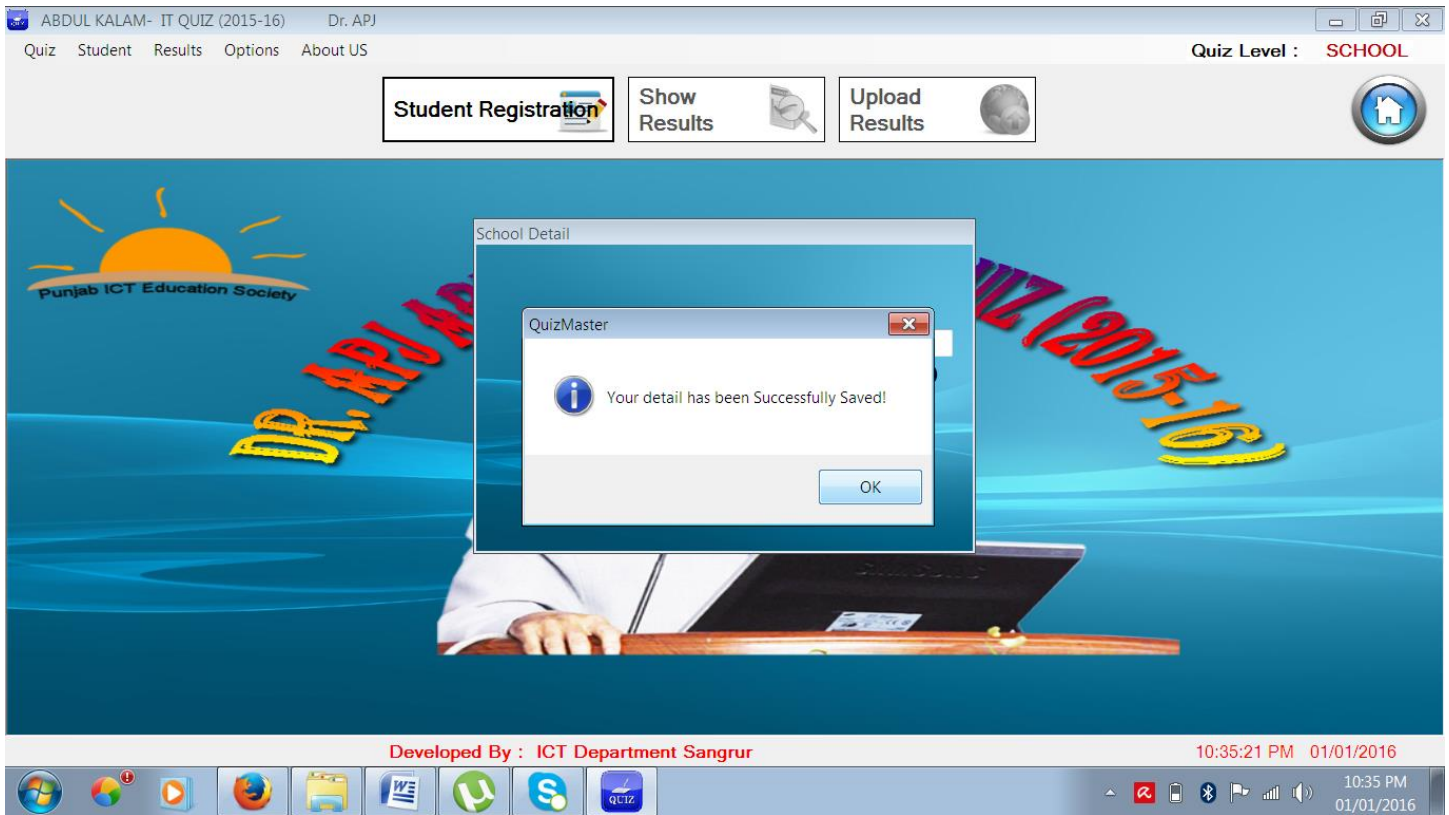 ABDUL KALAM- IT QUIZ (2015-16) Dr. APJ
Quiz Student Results Options About US
Quiz Level : SCHOOL
Student Registration
Show
Results
Upload
Results
Punjab ICT Education Society
School Detail
DR. APJ
QUIZ (2015-16)
QuizMaster
Your detail has been Successfully Saved!
OK
SAMSUNG
Developed By : ICT Department Sangrur
10:35:21 PM 01/01/2016
QUIZ
10:35 PM
01/01/2016